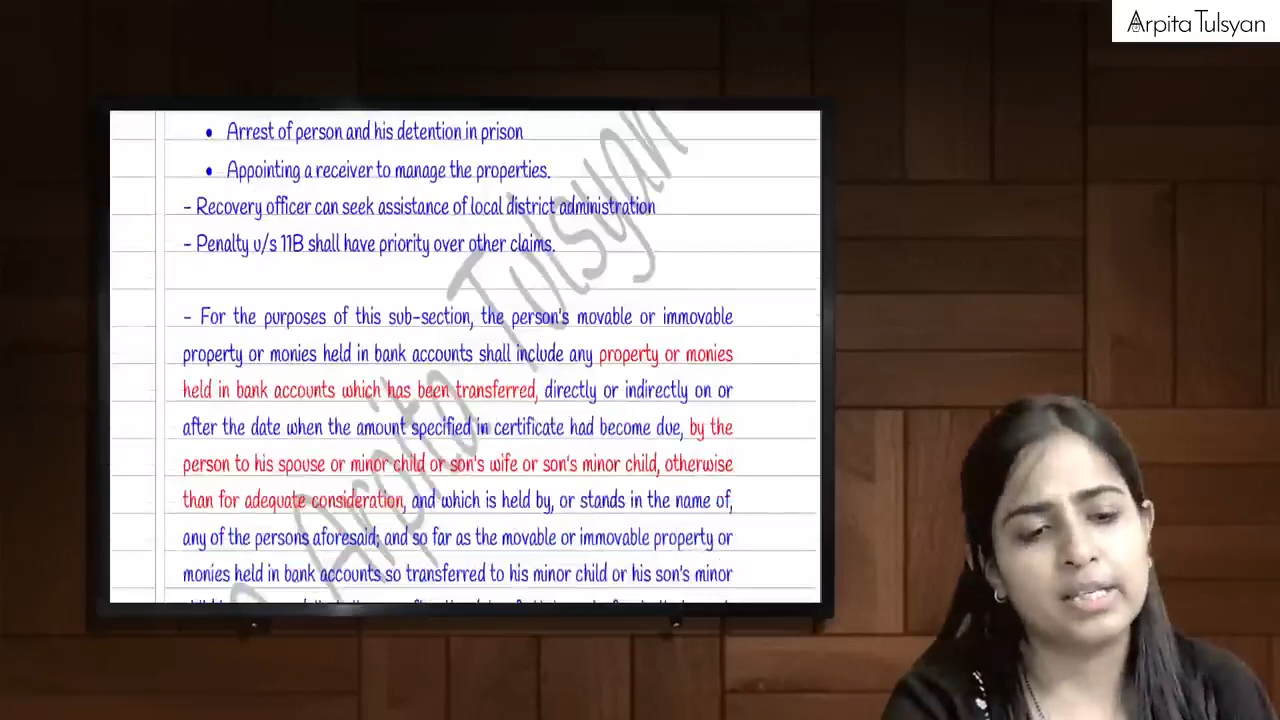 Arpita Tulsyan
• Arrest of person and his detention in prison
• Appointing a receiver to manage the properties.
- Recovery officer can seek assistance of local district administration
- Penalty u/s 11B shall have priority over other claims.
- For the purposes of this sub-section, the person's movable or immovable
property or monies held in bank accounts shall include any property or monies
held in bank accounts which has been transferred, directly or indirectly on or
after the date when the amount specified in certificate had become due, by the
person to his spouse or minor child or son's wife or son's minor child, otherwise
than for adequate consideration, and which is held by, or stands in the name of,
any of the persons aforesaid; and so far as the movable or immovable property or
monies held in bank accounts so transferred to his minor child or his son's minor
Arpita Tulsyan